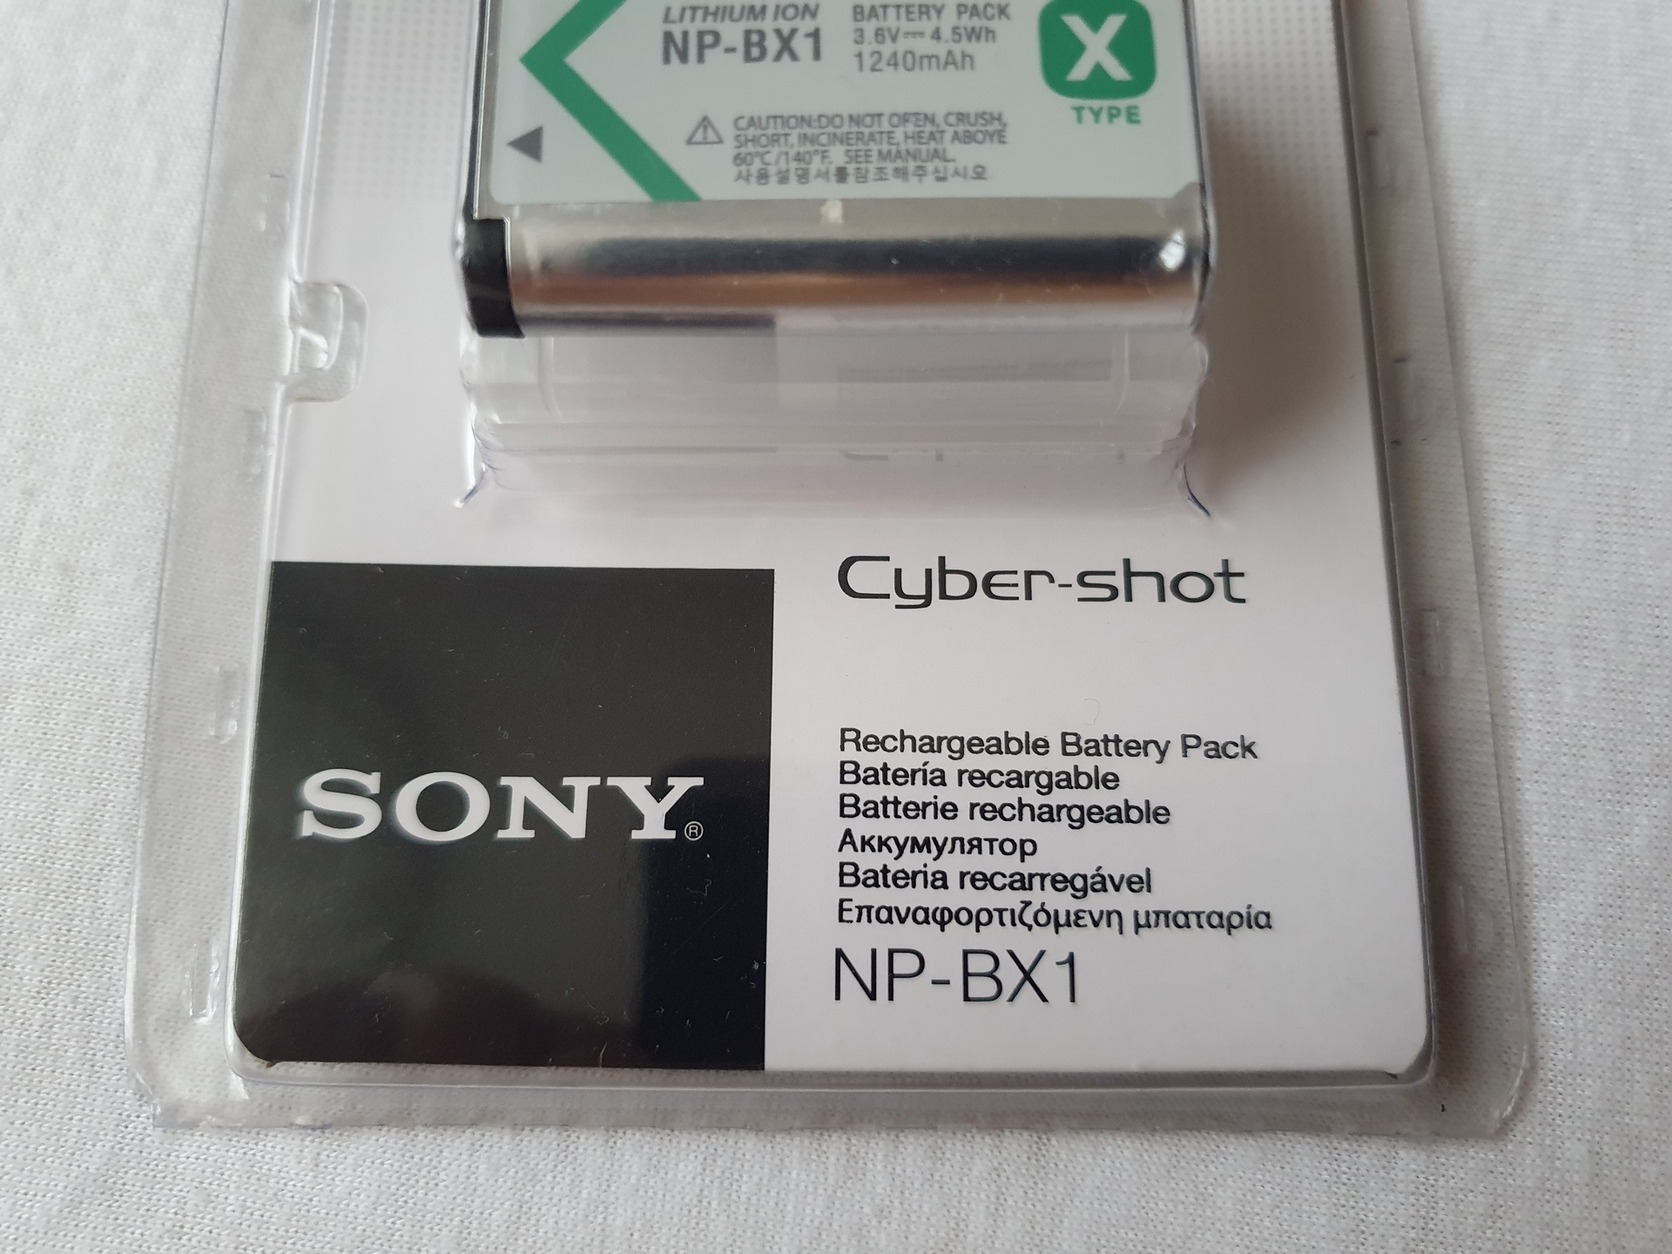 LITHIUM ION
NP-BX1
BATTERY PACK
3.6V⎓ 4.5Wh
1240mAh
X
TYPE
CAUTION:DO NOT OPEN, CRUSH,
SHORT, INCINERATE, HEAT ABOVE
60°C/140°F. SEE MANUAL.
사용설명서를참조해주십시오
Cyber-shot
SONY®
Rechargeable Battery Pack
Batería recargable
Batterie rechargeable
Аккумулятор
Bateria recarregável
Επαναφορτιζόμενη μπαταρία
NP-BX1